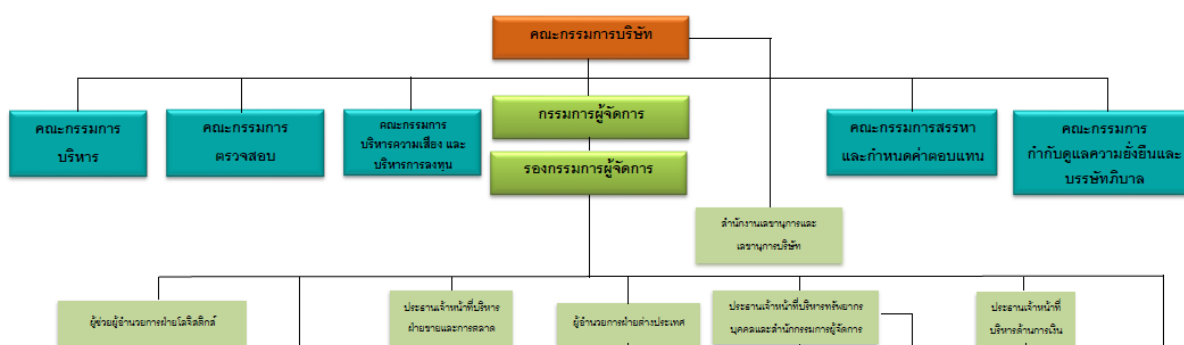 คณะกรรมการบริษัท
คณะกรรมการ
บริหาร
คณะกรรมการ
ตรวจสอบ
คณะกรรมการ
บริหารความเสี่ยง และ
บริหารการลงทุน
กรรมการผู้จัดการ
รองกรรมการผู้จัดการ
คณะกรรมการสรรหา
และกำหนดค่าตอบแทน
คณะกรรมการ
กำกับดูแลความยั่งยืนและ
บรรษัทภิบาล
สำนักงานเลขานุการและ
เลขานุการบริษัท
ผู้ช่วยผู้อำนวยการฝ่ายโลจิสติกส์
ประธานเจ้าหน้าที่บริหาร
ฝ่ายขายและการตลาด
ผู้อำนวยการฝ่ายต่างประเทศ
ประธานเจ้าหน้าที่บริหารทรัพยากร
บุคคลและสำนักกรรมการผู้จัดการ
ประธานเจ้าหน้าที่
บริหารด้านการเงิน